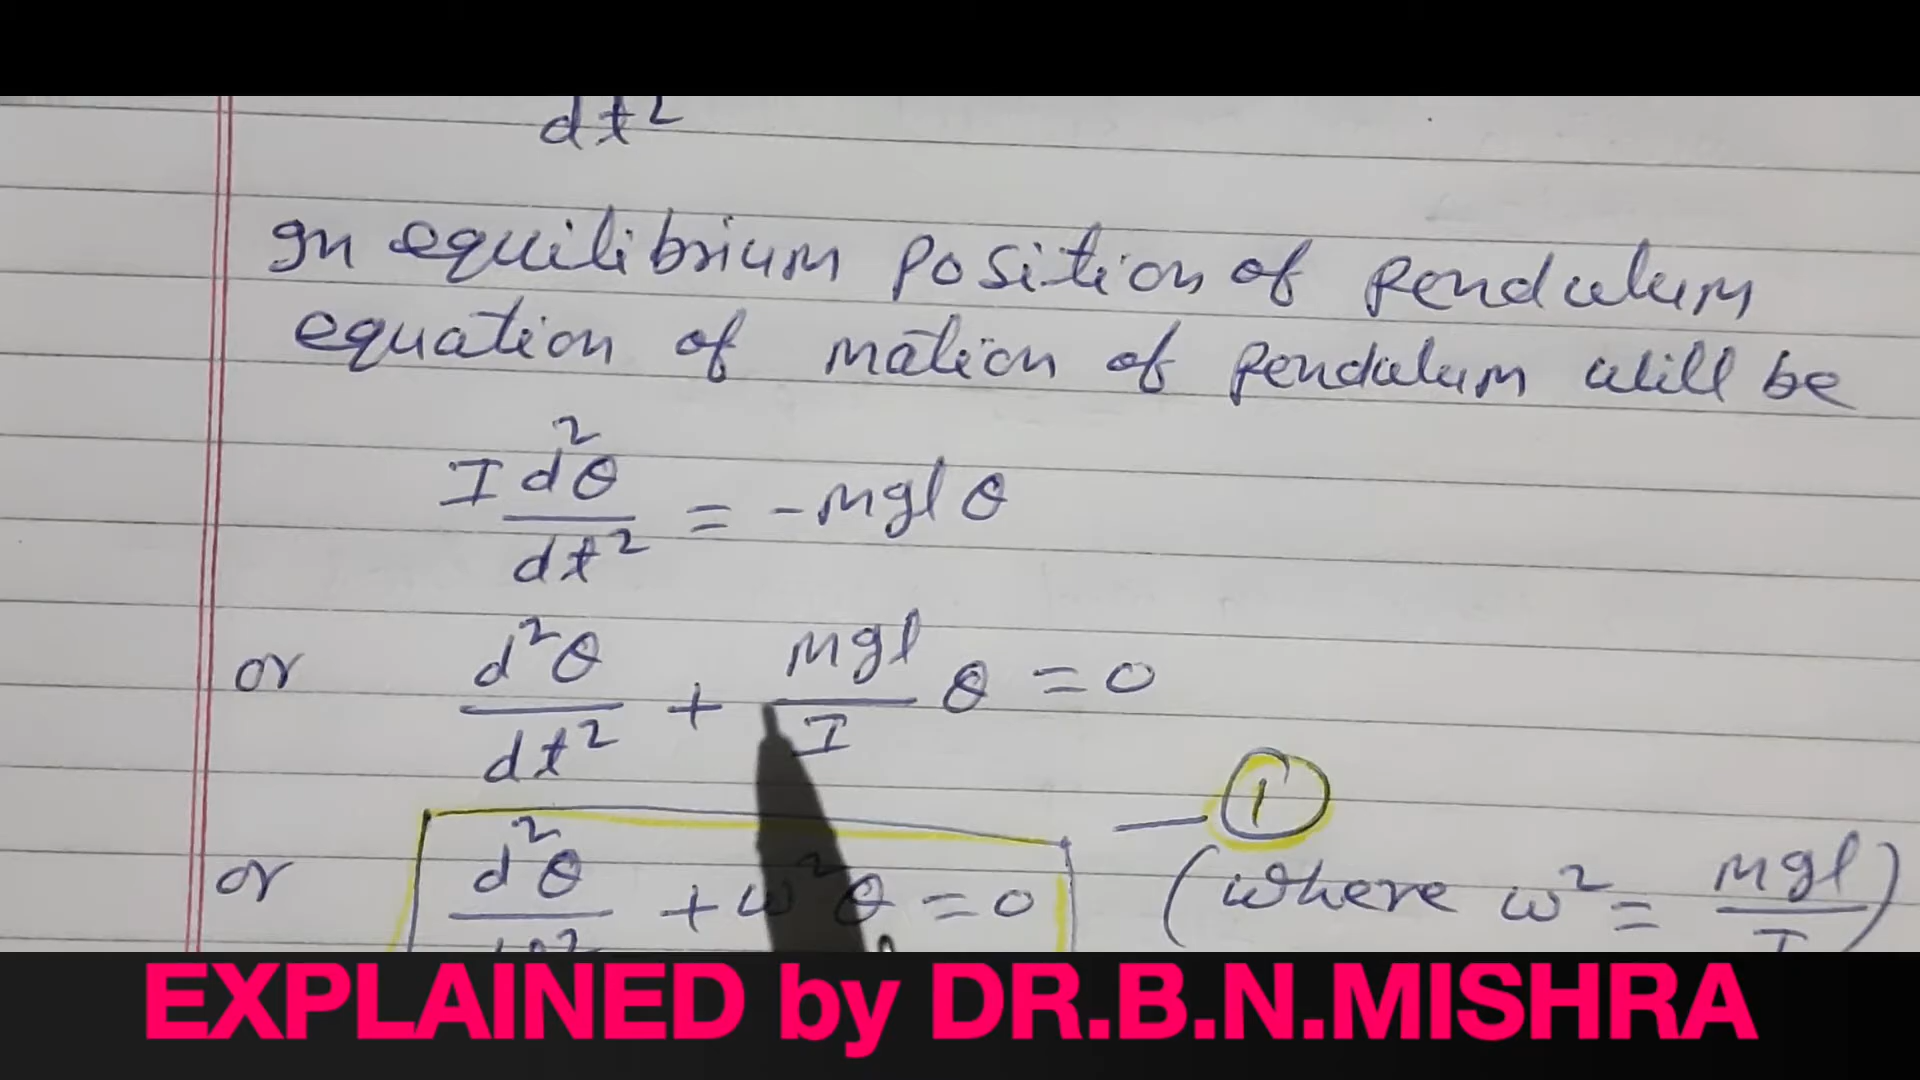 dt²
In equilibrium position of pendulum
equation of motion of pendulum will be
I d²θ/dt² = -mglθ
or d²θ/dt² + mgl/I θ = 0
— ①
or d²θ/dt² + ω²θ = 0 (where ω² = mgl/I)
EXPLAINED by DR.B.N.MISHRA